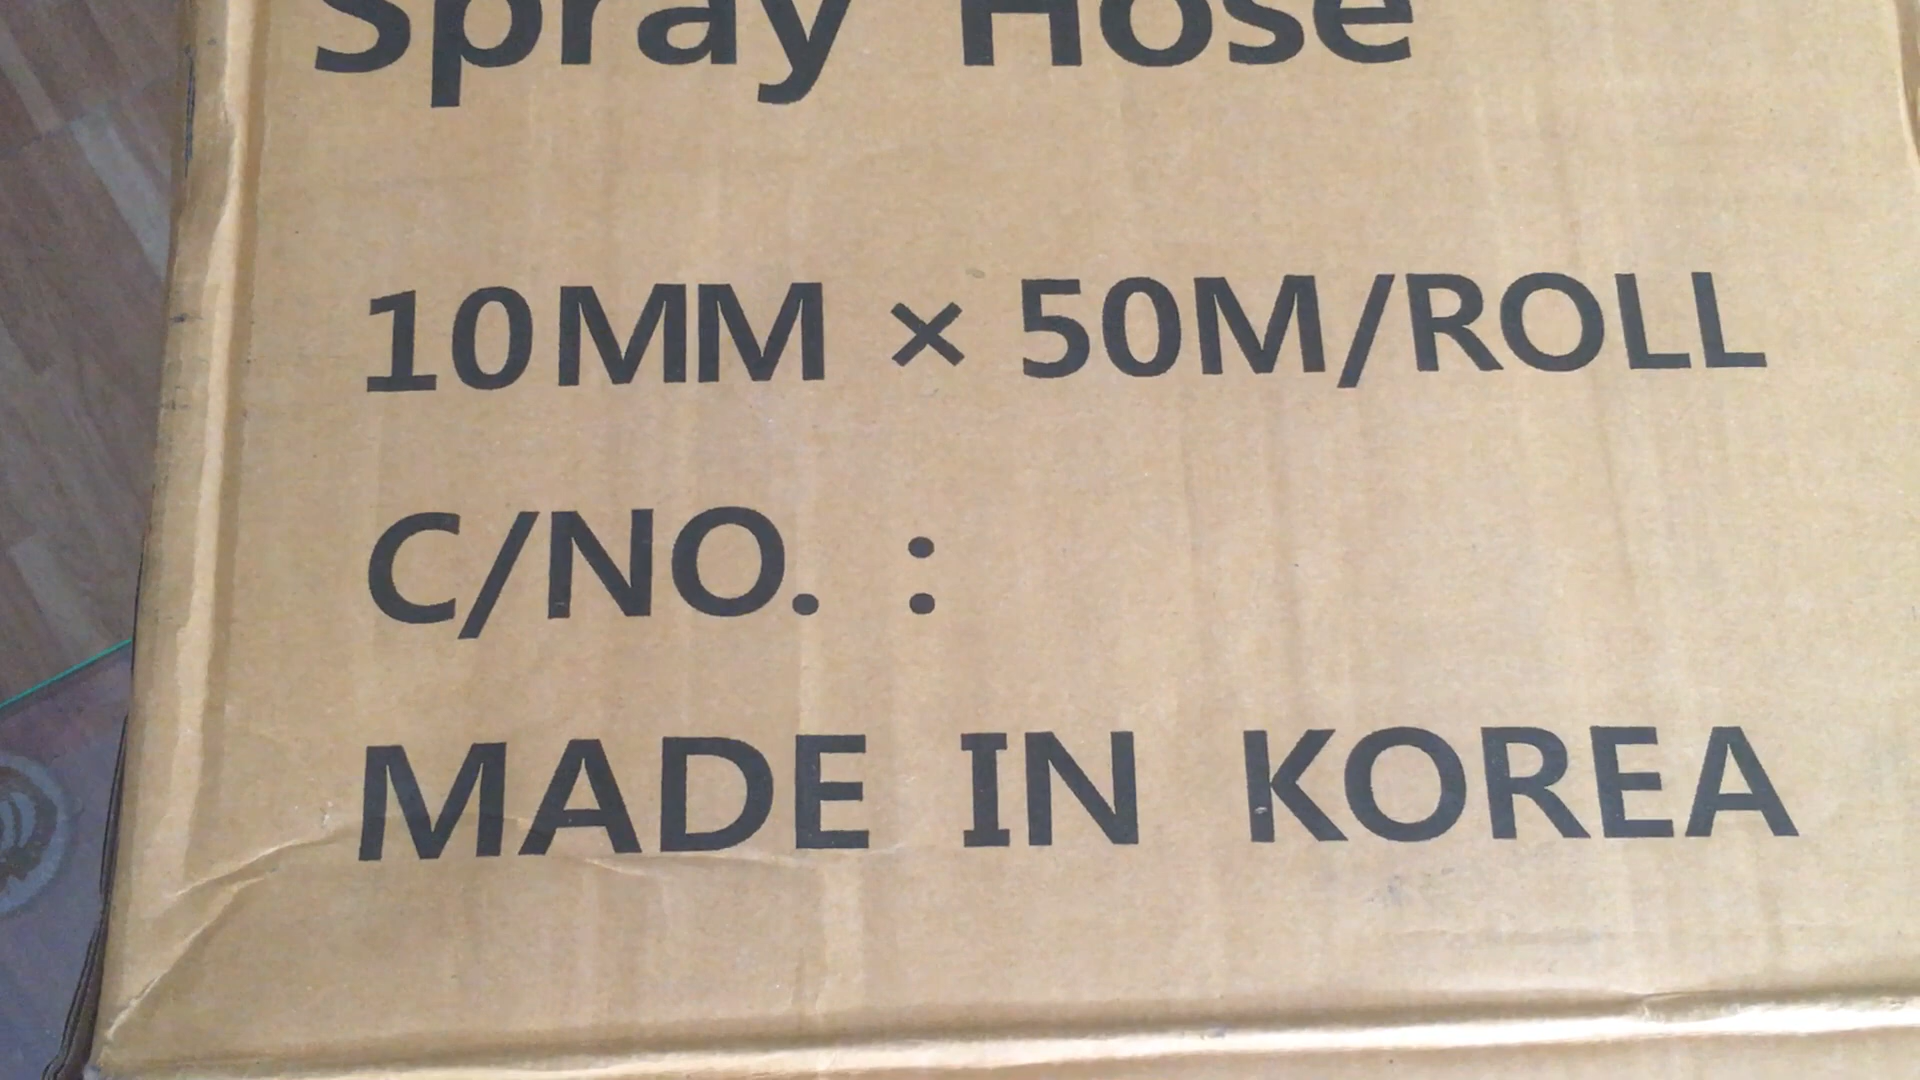 Spray Hose
10MM × 50M/ROLL
C/NO. :
MADE IN KOREA